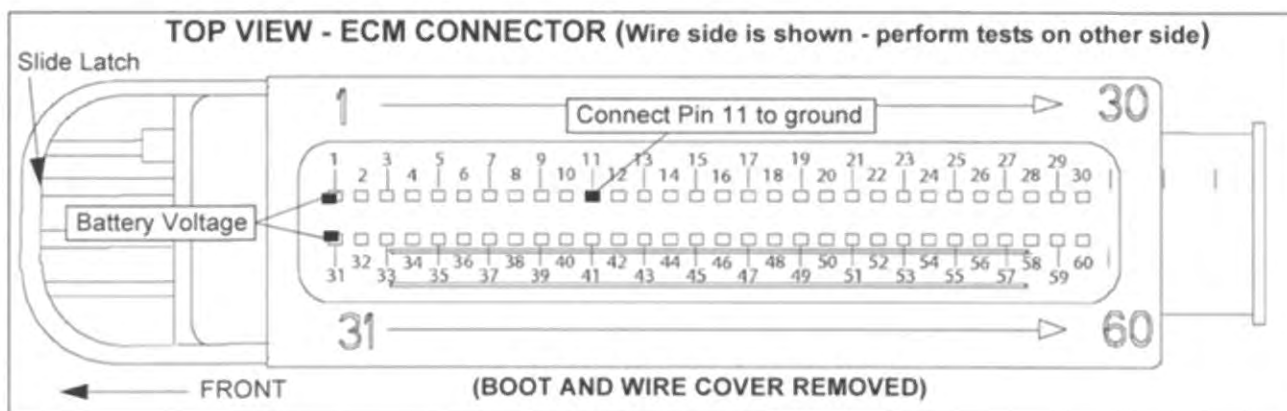 TOP VIEW - ECM CONNECTOR (Wire side is shown - perform tests on other side)
Slide Latch
1 30
Connect Pin 11 to ground
1 3 5 7 9 11 13 15 17 19 21 23 25 27 29
2 4 6 8 10 12 14 16 18 20 22 24 26 28 30
Battery Voltage
32 34 36 38 40 42 44 46 48 50 52 54 56 58 60
31 33 35 37 39 41 43 45 47 49 51 53 55 57 59
31 60
FRONT (BOOT AND WIRE COVER REMOVED)